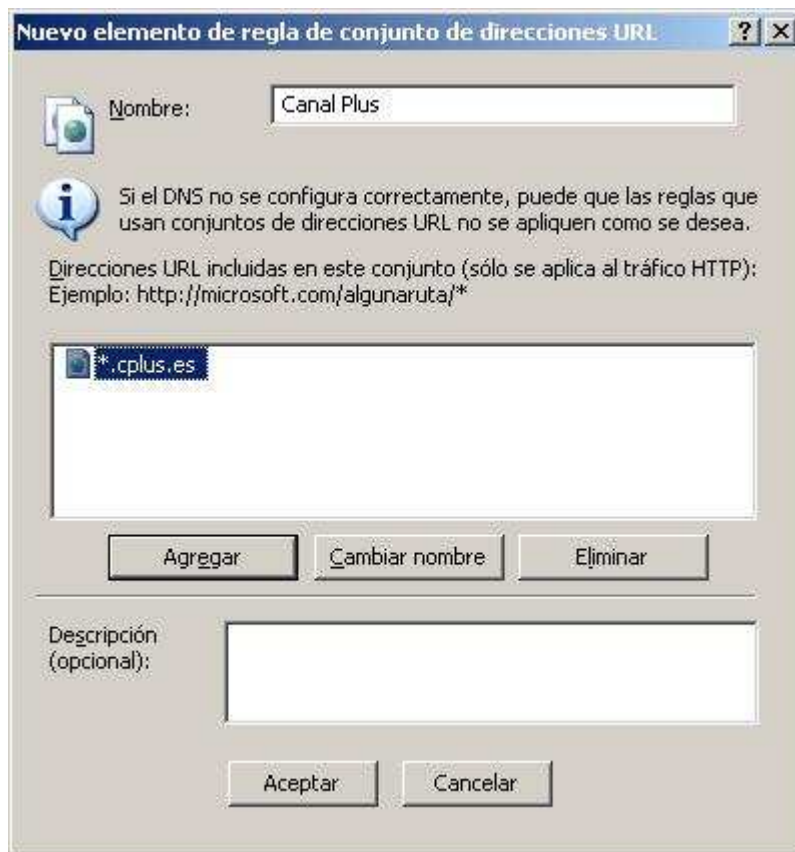 Nuevo elemento de regla de conjunto de direcciones URL
Nombre:
Canal Plus
Si el DNS no se configura correctamente, puede que las reglas que
usan conjuntos de direcciones URL no se apliquen como se desea.
Direcciones URL incluidas en este conjunto (sólo se aplica al tráfico HTTP):
Ejemplo: http://microsoft.com/algunaruta/*
*.cplus.es
Agregar
Cambiar nombre
Eliminar
Descripción
(opcional):
Aceptar
Cancelar